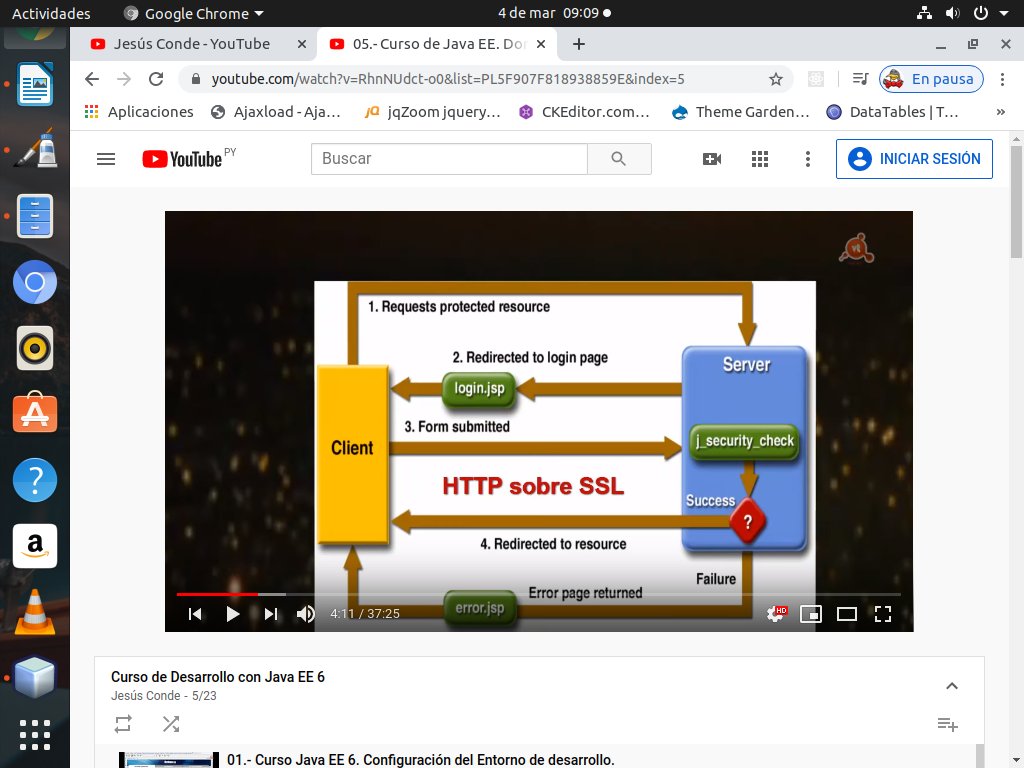 Actividades Google Chrome 4 de mar 09:09
Jesús Conde - YouTube 05.- Curso de Java EE. Dor
youtube.com/watch?v=RhnNUdct-o0&list=PL5F907F818938859E&index=5 En pausa
Aplicaciones Ajaxload - Aja... jqZoom jquery... CKEditor.com... Theme Garden... DataTables | T... »
YouTube PY Buscar INICIAR SESIÓN
vt
1. Requests protected resource
2. Redirected to login page
Server
login.jsp
3. Form submitted
j_security_check
Client
HTTP sobre SSL
Success
?
4. Redirected to resource
Failure
Error page returned
error.jsp
4:11 / 37:25 HD
Curso de Desarrollo con Java EE 6
Jesús Conde - 5/23
01.- Curso Java EE 6. Configuración del Entorno de desarrollo.